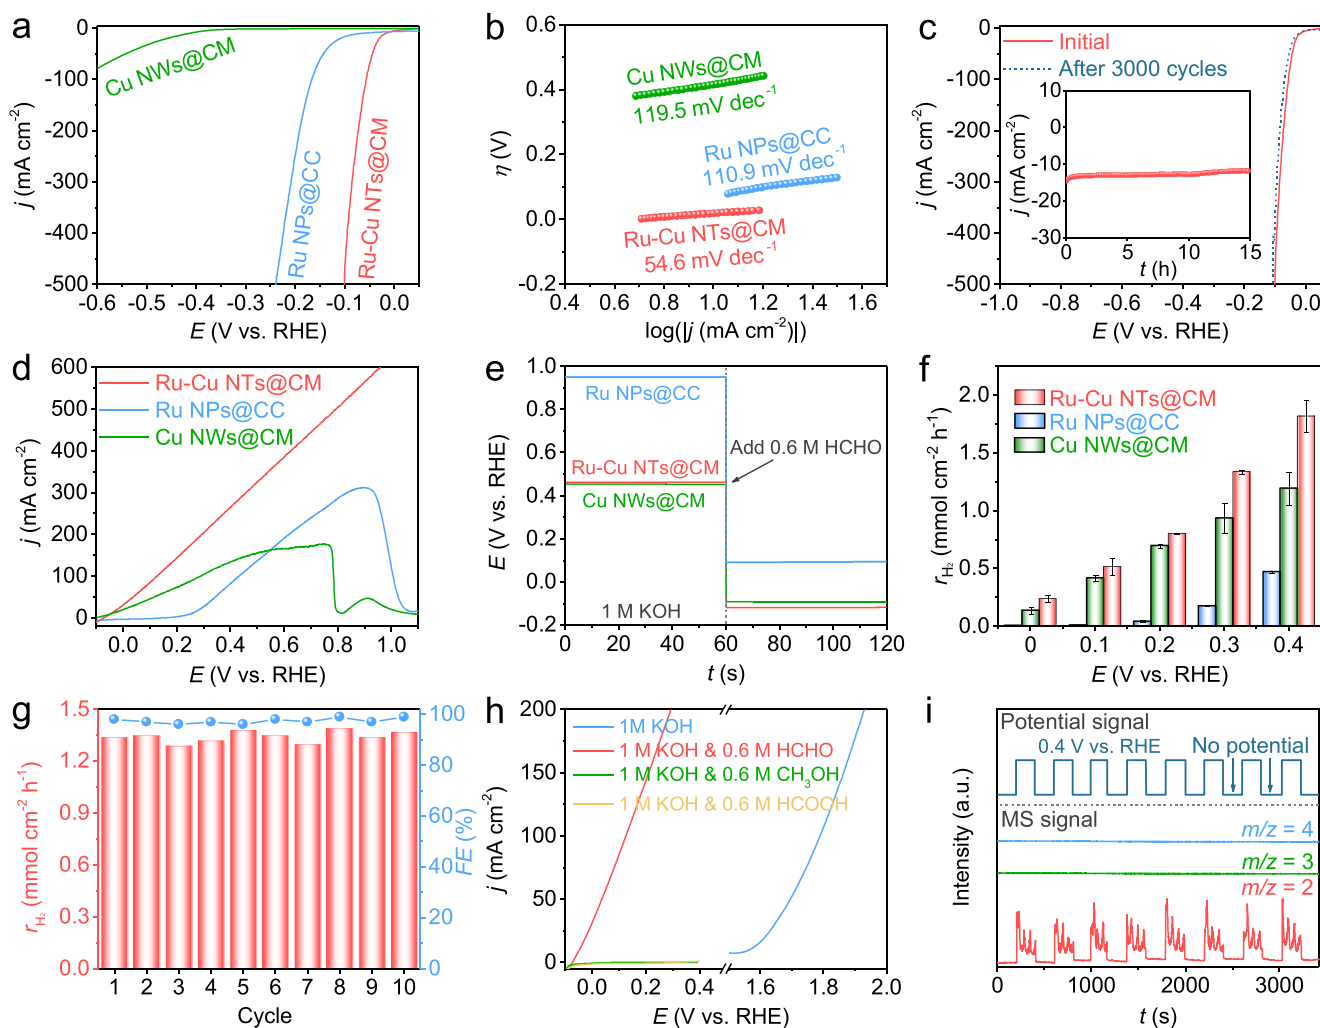 a
0
-100
-200
-300
-400
-500
j (mA cm⁻²)
Cu NWs@CM
Ru NPs@CC
Ru-Cu NTs@CM
-0.6 -0.5 -0.4 -0.3 -0.2 -0.1 0.0
E (V vs. RHE)
b
0.6
0.4
0.2
0.0
-0.2
η (V)
Cu NWs@CM
119.5 mV dec⁻¹
Ru NPs@CC
110.9 mV dec⁻¹
Ru-Cu NTs@CM
54.6 mV dec⁻¹
0.4 0.6 0.8 1.0 1.2 1.4 1.6
log(|j (mA cm⁻²)|)
c
0
-100
-200
-300
-400
-500
j (mA cm⁻²)
Initial
After 3000 cycles
10
0
-10
-20
-30
j (mA cm⁻²)
0 5 10 15
t (h)
-1.0 -0.8 -0.6 -0.4 -0.2 0.0
E (V vs. RHE)
d
600
500
400
300
200
100
0
j (mA cm⁻²)
Ru-Cu NTs@CM
Ru NPs@CC
Cu NWs@CM
0.0 0.2 0.4 0.6 0.8 1.0
E (V vs. RHE)
e
1.0
0.8
0.6
0.4
0.2
0.0
-0.2
E (V vs. RHE)
Ru NPs@CC
Add 0.6 M HCHO
Ru-Cu NTs@CM
Cu NWs@CM
1 M KOH
0 20 40 60 80 100 120
t (s)
f
2.0
1.5
1.0
0.5
0.0
r_H₂ (mmol cm⁻² h⁻¹)
Ru-Cu NTs@CM
Ru NPs@CC
Cu NWs@CM
0 0.1 0.2 0.3 0.4
E (V vs. RHE)
g
1.5
1.2
0.9
0.6
0.3
0.0
r_H₂ (mmol cm⁻² h⁻¹)
100
80
60
40
20
0
FE (%)
1 2 3 4 5 6 7 8 9 10
Cycle
h
200
150
100
50
0
j (mA cm⁻²)
1M KOH
1 M KOH & 0.6 M HCHO
1 M KOH & 0.6 M CH₃OH
1 M KOH & 0.6 M HCOOH
0.0 0.2 0.4 1.6 1.8 2.0
E (V vs. RHE)
i
Intensity (a.u.)
Potential signal
0.4 V vs. RHE No potential
MS signal
m/z = 4
m/z = 3
m/z = 2
0 1000 2000 3000
t (s)